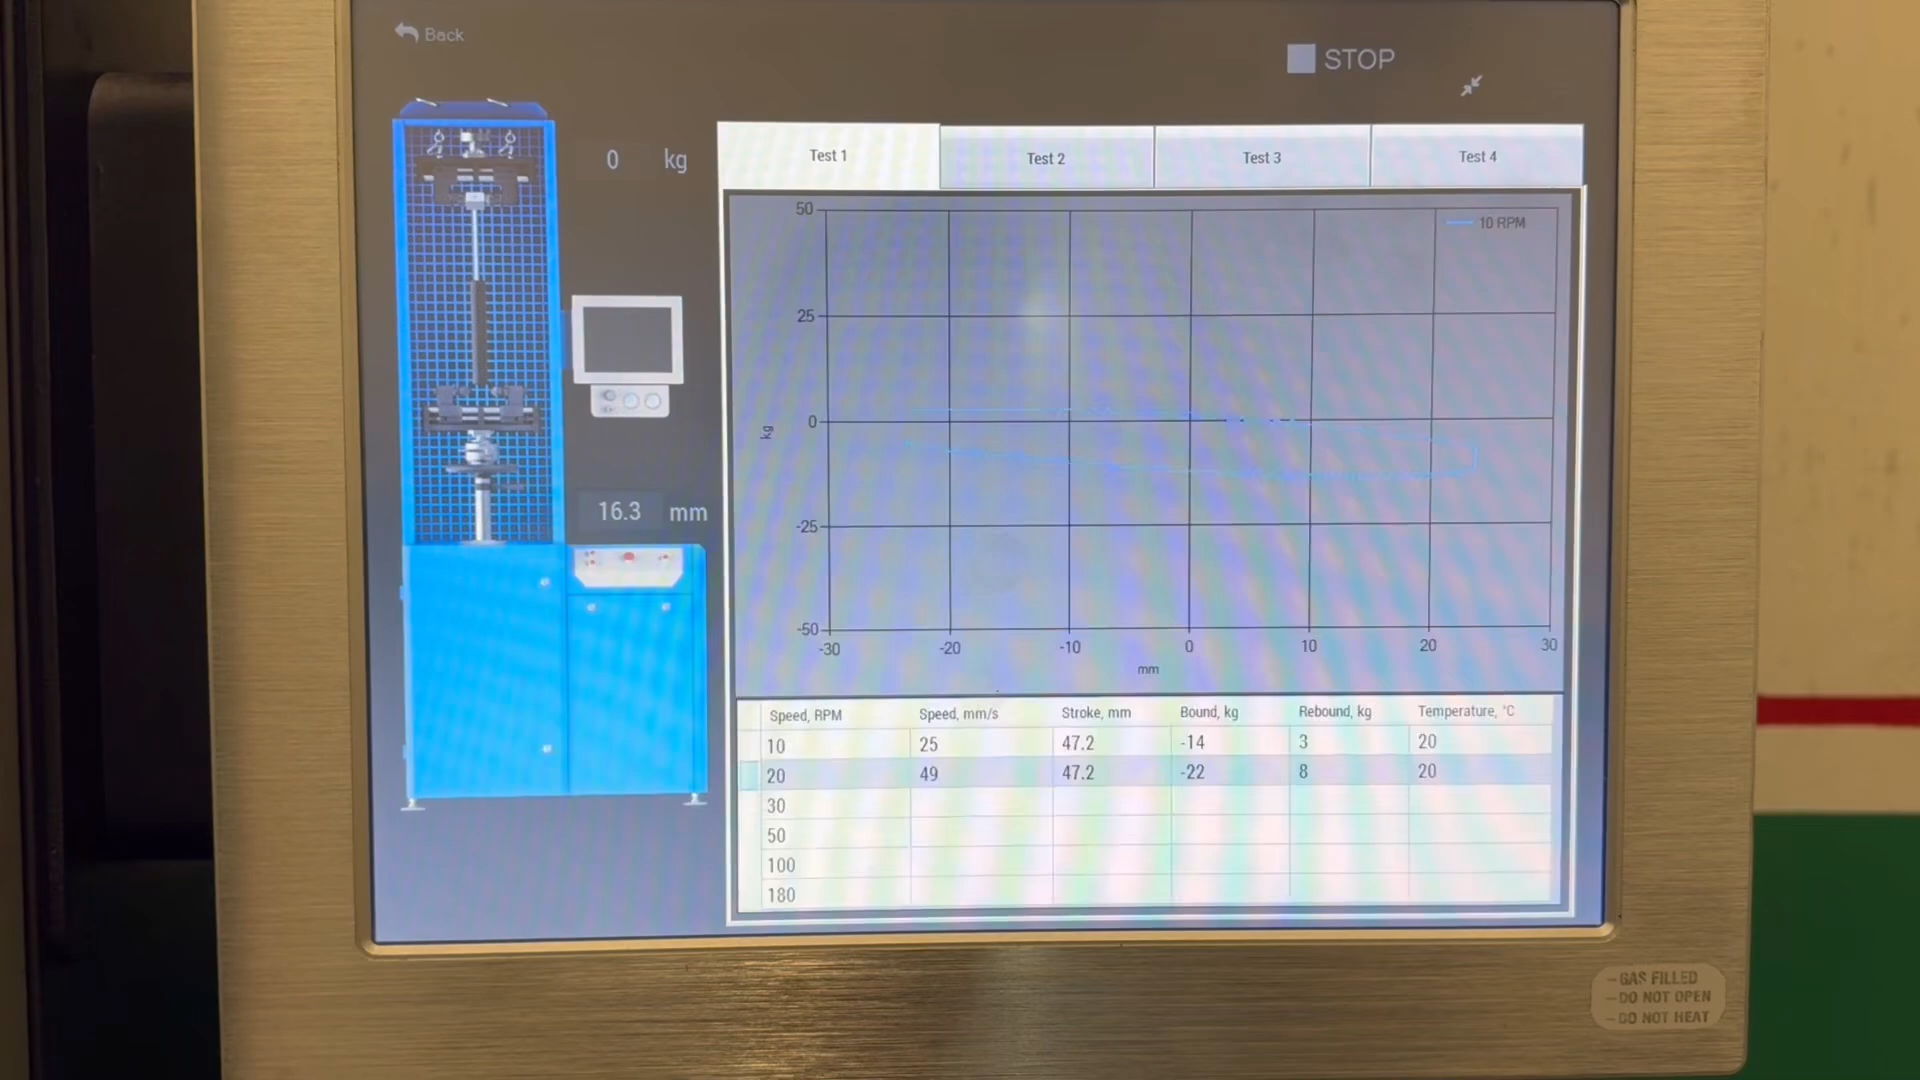 Back
STOP
0 kg
16.3 mm
Test 1 Test 2 Test 3 Test 4
10 RPM
50
25
0
-25
-50
kg
-30 -20 -10 0 10 20 30
mm
Speed, RPM Speed, mm/s Stroke, mm Bound, kg Rebound, kg Temperature, °C
10 25 47.2 -14 3 20
20 49 47.2 -22 8 20
30
50
100
180
- GAS FILLED
- DO NOT OPEN
- DO NOT HEAT